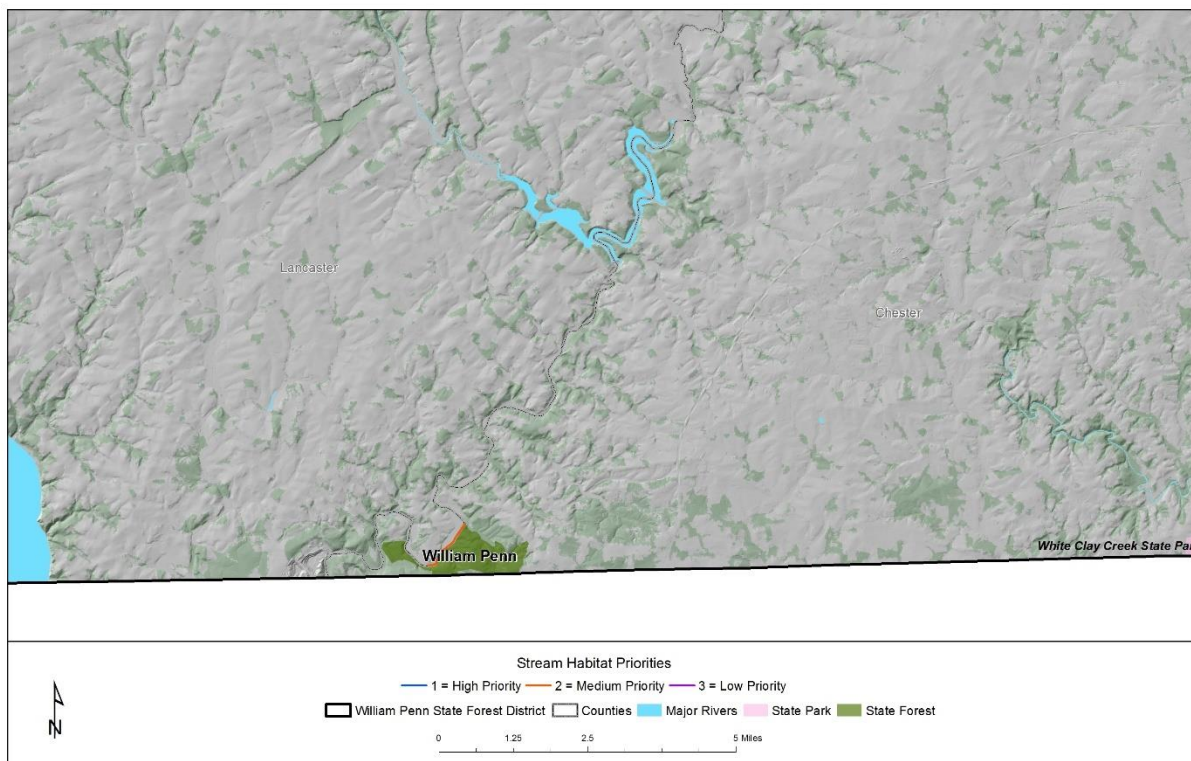 Lancaster
Chester
William Penn
White Clay Creek State Par
Stream Habitat Priorities
1 = High Priority 2 = Medium Priority 3 = Low Priority
William Penn State Forest District Counties Major Rivers State Park State Forest
N
0 1.25 2.5 5 Miles